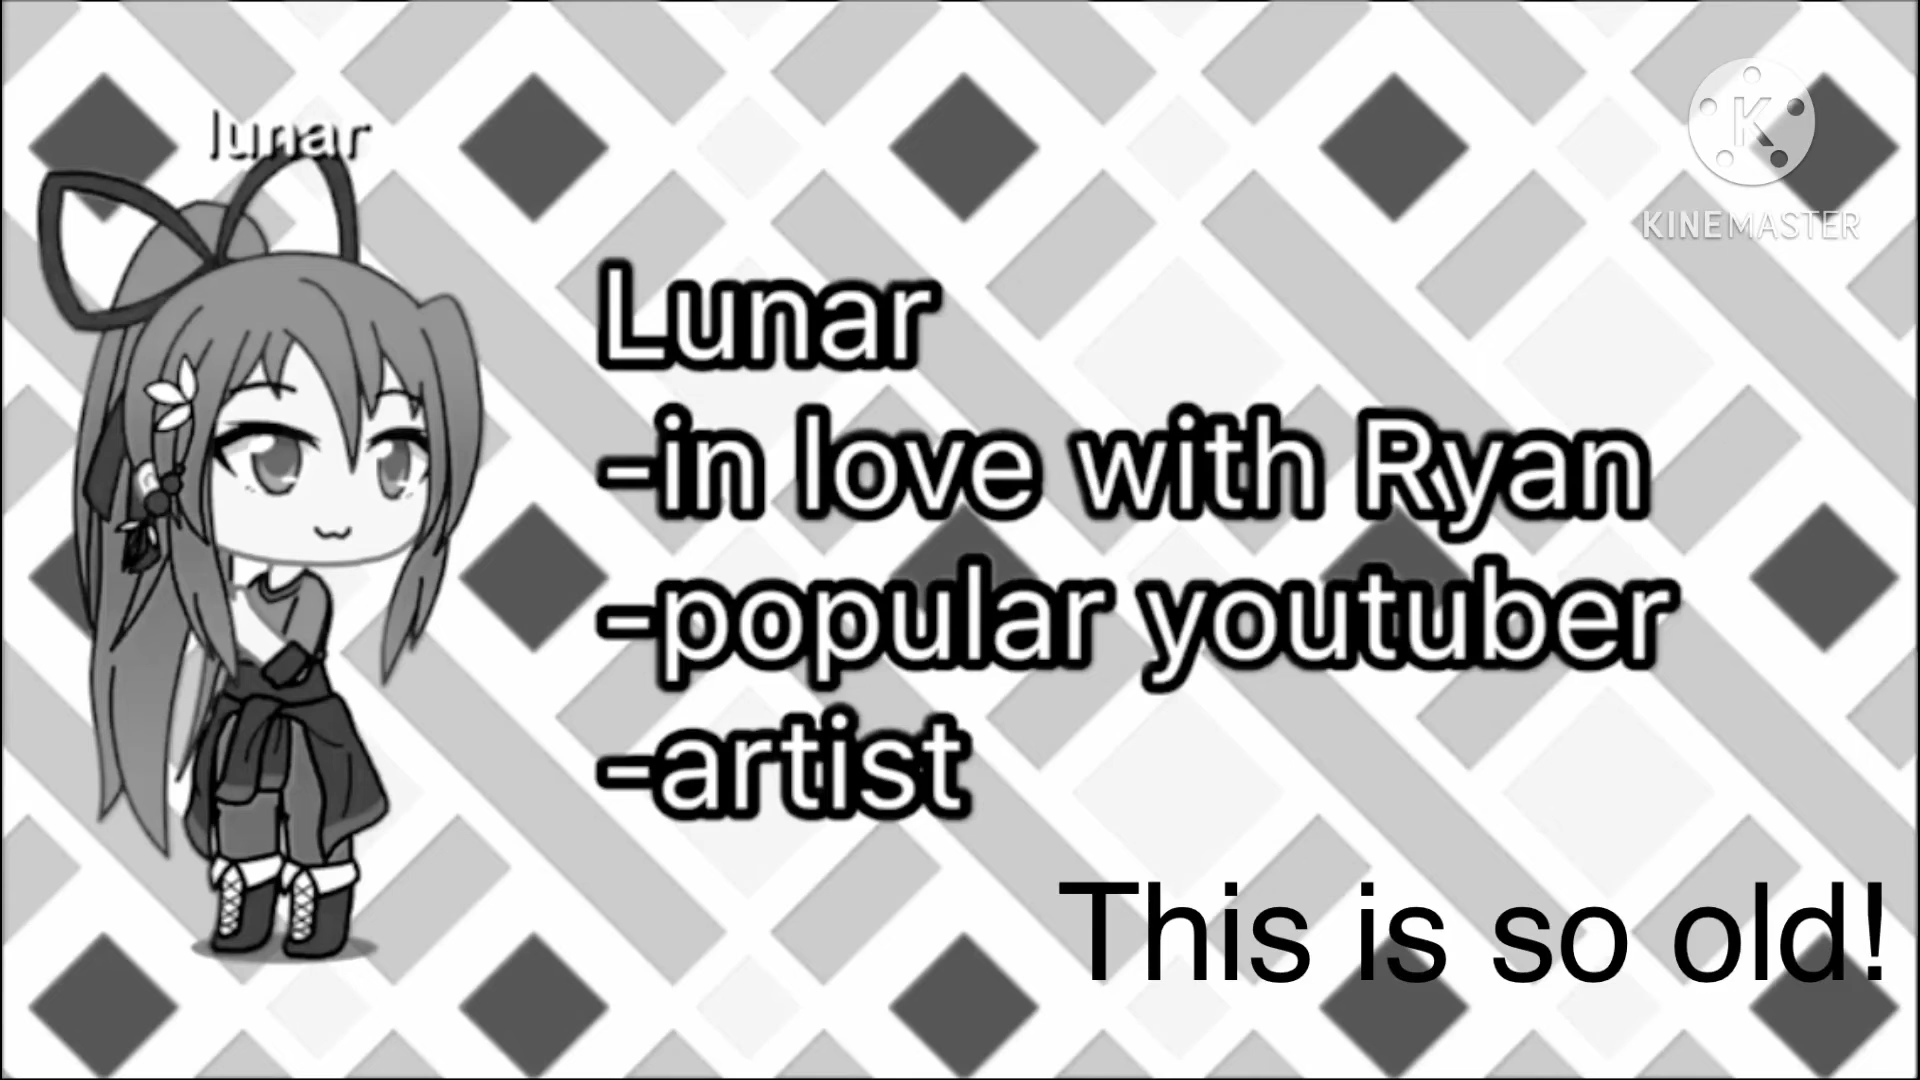 lunar
K
KINEMASTER
Lunar
-in love with Ryan
-popular youtuber
-artist
This is so old!